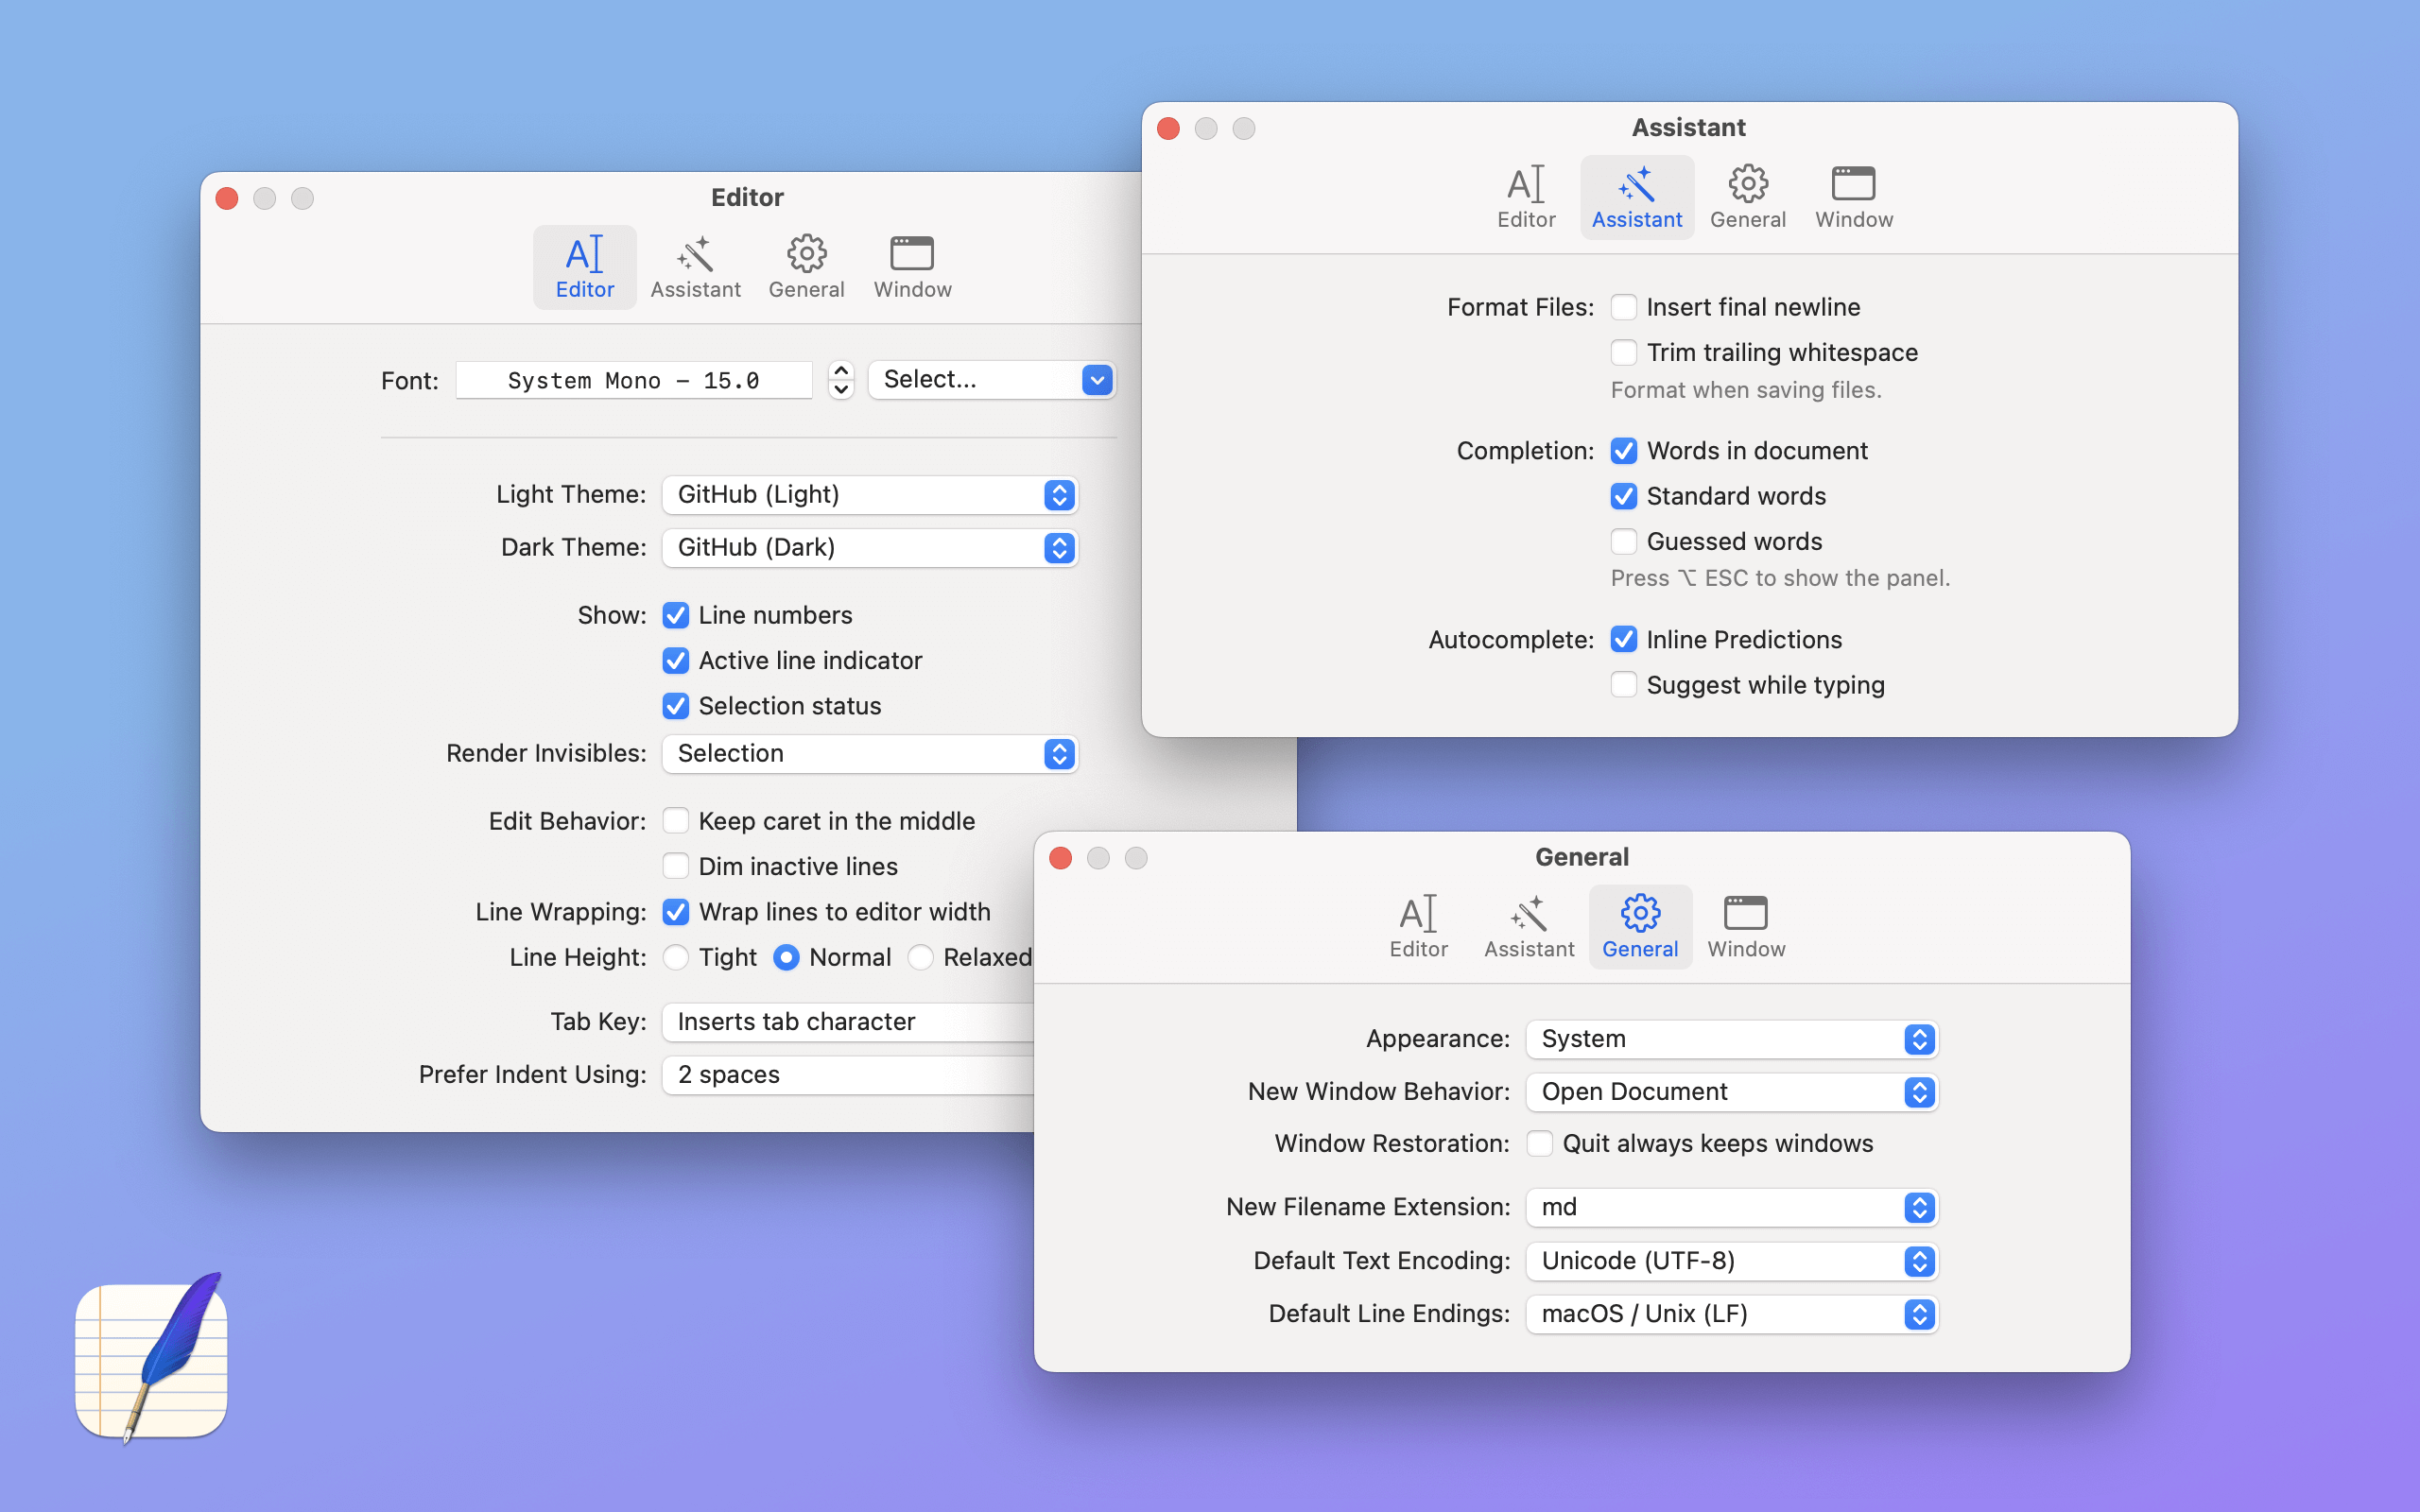 Editor
Editor Assistant General Window
Font: System Mono – 15.0 Select...
Light Theme: GitHub (Light)
Dark Theme: GitHub (Dark)
Show: Line numbers
Active line indicator
Selection status
Render Invisibles: Selection
Edit Behavior: Keep caret in the middle
Dim inactive lines
Line Wrapping: Wrap lines to editor width
Line Height: Tight Normal Relaxed
Tab Key: Inserts tab character
Prefer Indent Using: 2 spaces
Assistant
Editor Assistant General Window
Format Files: Insert final newline
Trim trailing whitespace
Format when saving files.
Completion: Words in document
Standard words
Guessed words
Press ⌥ ESC to show the panel.
Autocomplete: Inline Predictions
Suggest while typing
General
Editor Assistant General Window
Appearance: System
New Window Behavior: Open Document
Window Restoration: Quit always keeps windows
New Filename Extension: md
Default Text Encoding: Unicode (UTF-8)
Default Line Endings: macOS / Unix (LF)